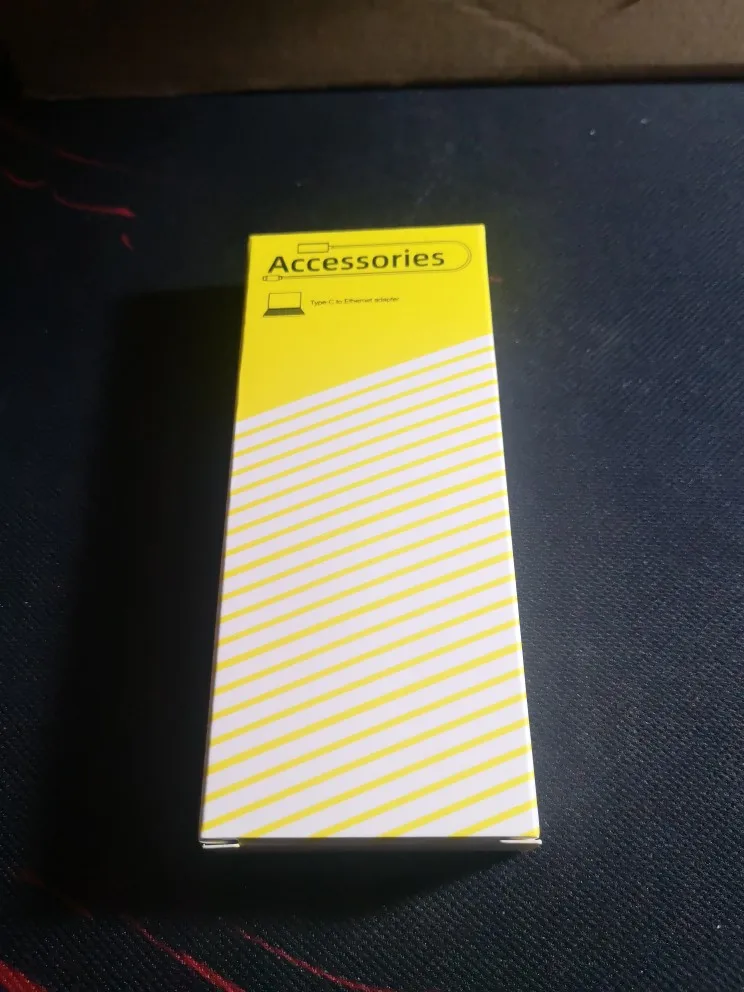 Accessories
Type-C to Ethernet adapter